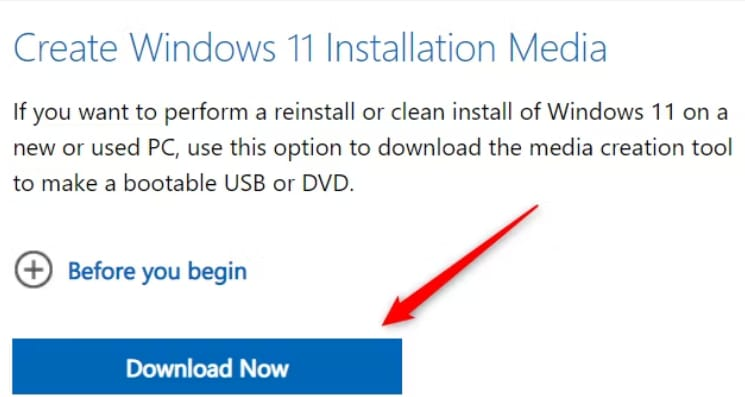 Create Windows 11 Installation Media
If you want to perform a reinstall or clean install of Windows 11 on a
new or used PC, use this option to download the media creation tool
to make a bootable USB or DVD.
Before you begin
Download Now